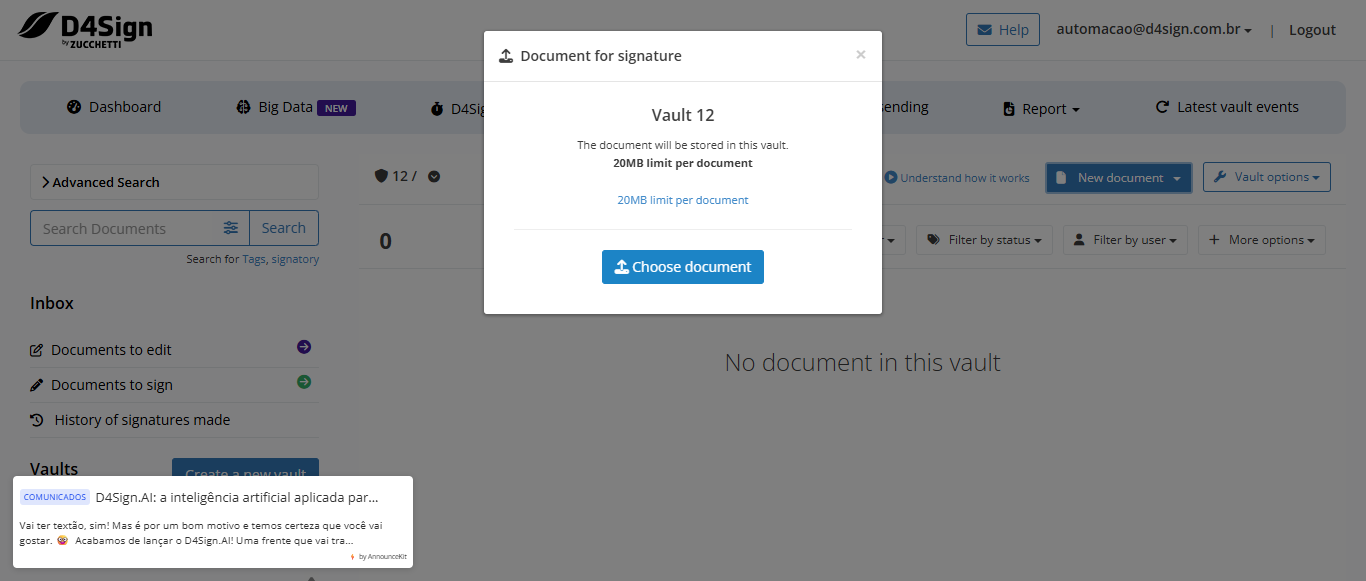 D4Sign
by ZUCCHETTI
Help
automacao@d4sign.com.br
|
Logout
Document for signature
×
Dashboard
Big Data NEW
Report
Latest vault events
Vault 12
The document will be stored in this vault.
20MB limit per document
20MB limit per document
Choose document
Advanced Search
Search Documents
Search
Search for Tags, signatory
12 /
Understand how it works
New document
Vault options
0
Filter by status
Filter by user
+ More options
No document in this vault
Inbox
Documents to edit
Documents to sign
History of signatures made
Vaults
Create a new vault
COMUNICADOS D4Sign.AI: a inteligência artificial aplicada par...
Vai ter textão, sim! Mas é por um bom motivo e temos certeza que você vai
gostar. 🤩 Acabamos de lançar o D4Sign.AI! Uma frente que vai tra...
by AnnounceKit